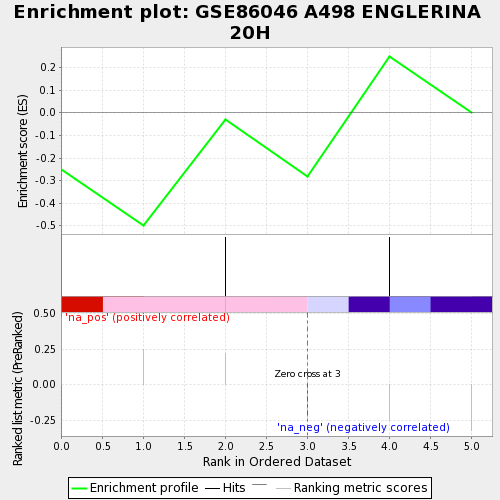 Enrichment plot: GSE86046 A498 ENGLERINA
20H
Enrichment score (ES)
0.2
0.1
0.0
-0.1
-0.2
-0.3
-0.4
-0.5
Ranked list metric (PreRanked)
0.50
0.25
0.00
-0.25
'na_pos' (positively correlated)
Zero cross at 3
'na_neg' (negatively correlated)
0.0 0.5 1.0 1.5 2.0 2.5 3.0 3.5 4.0 4.5 5.0
Rank in Ordered Dataset
Enrichment profile Hits Ranking metric scores